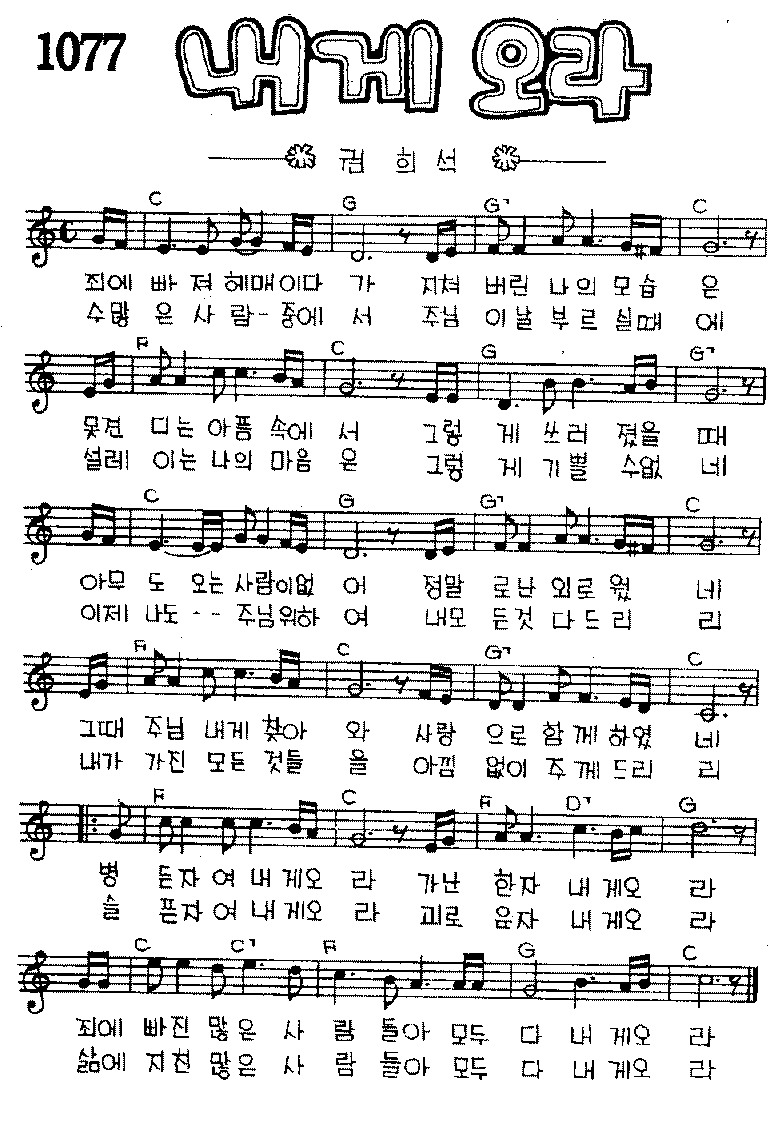 1077 내게 오라
권 희 석
C G G7 C
죄에 빠 져 헤매이다 가 지쳐 버린 나의 모습 은
수많 은 사 람- 중에 서 주님 이날 부르 실때 에
F C G G7
못견 디는 아픔 속에 서 그렇 게 쓰러 졌을 때
설레 이는 나의 마음 은 그렇 게 기쁠 수없 네
C G G7 C
아무 도 오는 사람이없 어 정말 로난 외로 웠 네
이제 나도 - - 주님위하 여 내모 든것 다드 리 리
F C G7 C
그때 주님 내게 찾아 와 사랑 으로 함께 하였 네
내가 가진 모든 것들 을 아낌 없이 주께 드리 리
F C F D7 G
병 든자 여 내 게오 라 가난 한자 내 게오 라
슬 픈자 여 내 게오 라 괴로 운자 내 게오 라
C C7 F G C
죄에 빠진 많은 사 람 들아 모두 다 내 게오 라
삶에 지친 많은 사 람 들아 모두 다 내 게오 라